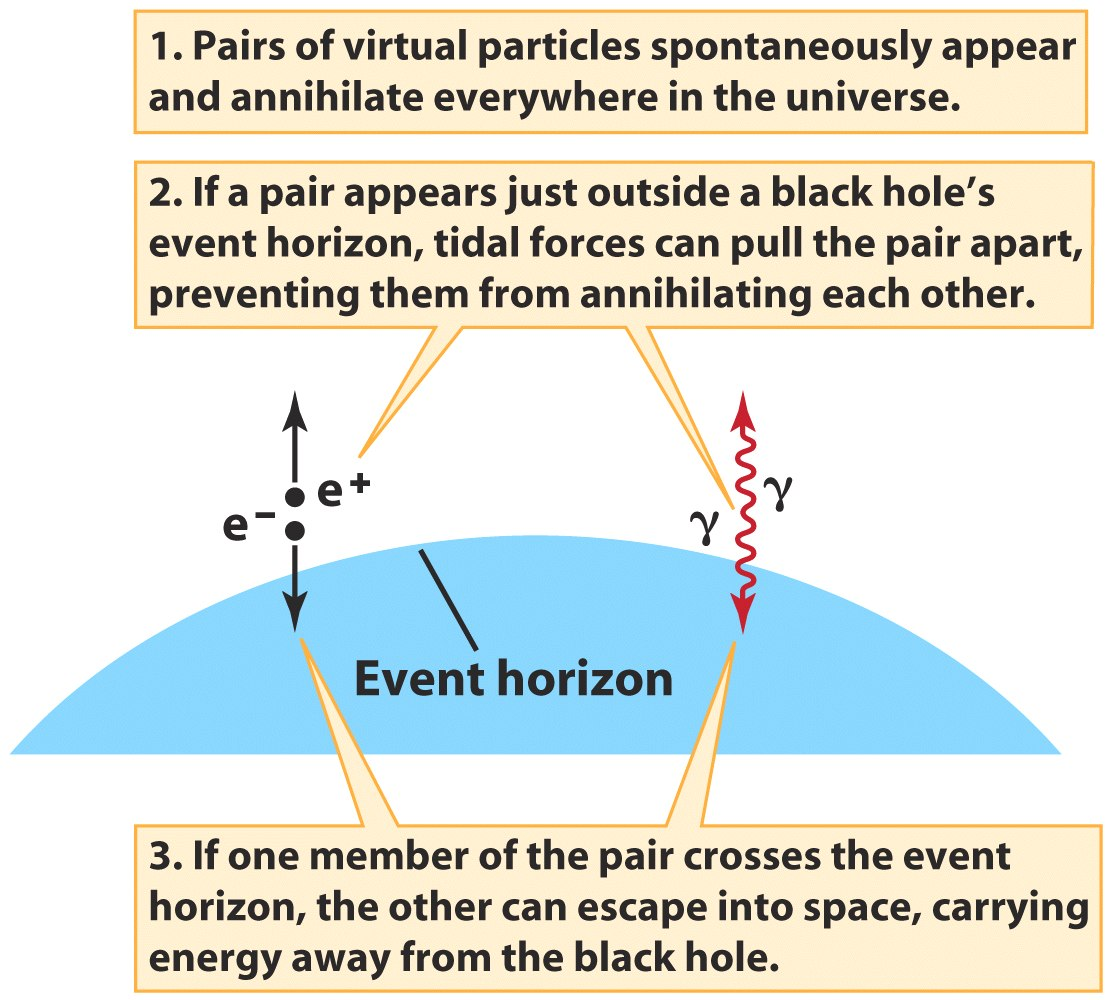 1. Pairs of virtual particles spontaneously appear
and annihilate everywhere in the universe.
2. If a pair appears just outside a black hole’s
event horizon, tidal forces can pull the pair apart,
preventing them from annihilating each other.
e⁺
e⁻
γ
γ
Event horizon
3. If one member of the pair crosses the event
horizon, the other can escape into space, carrying
energy away from the black hole.